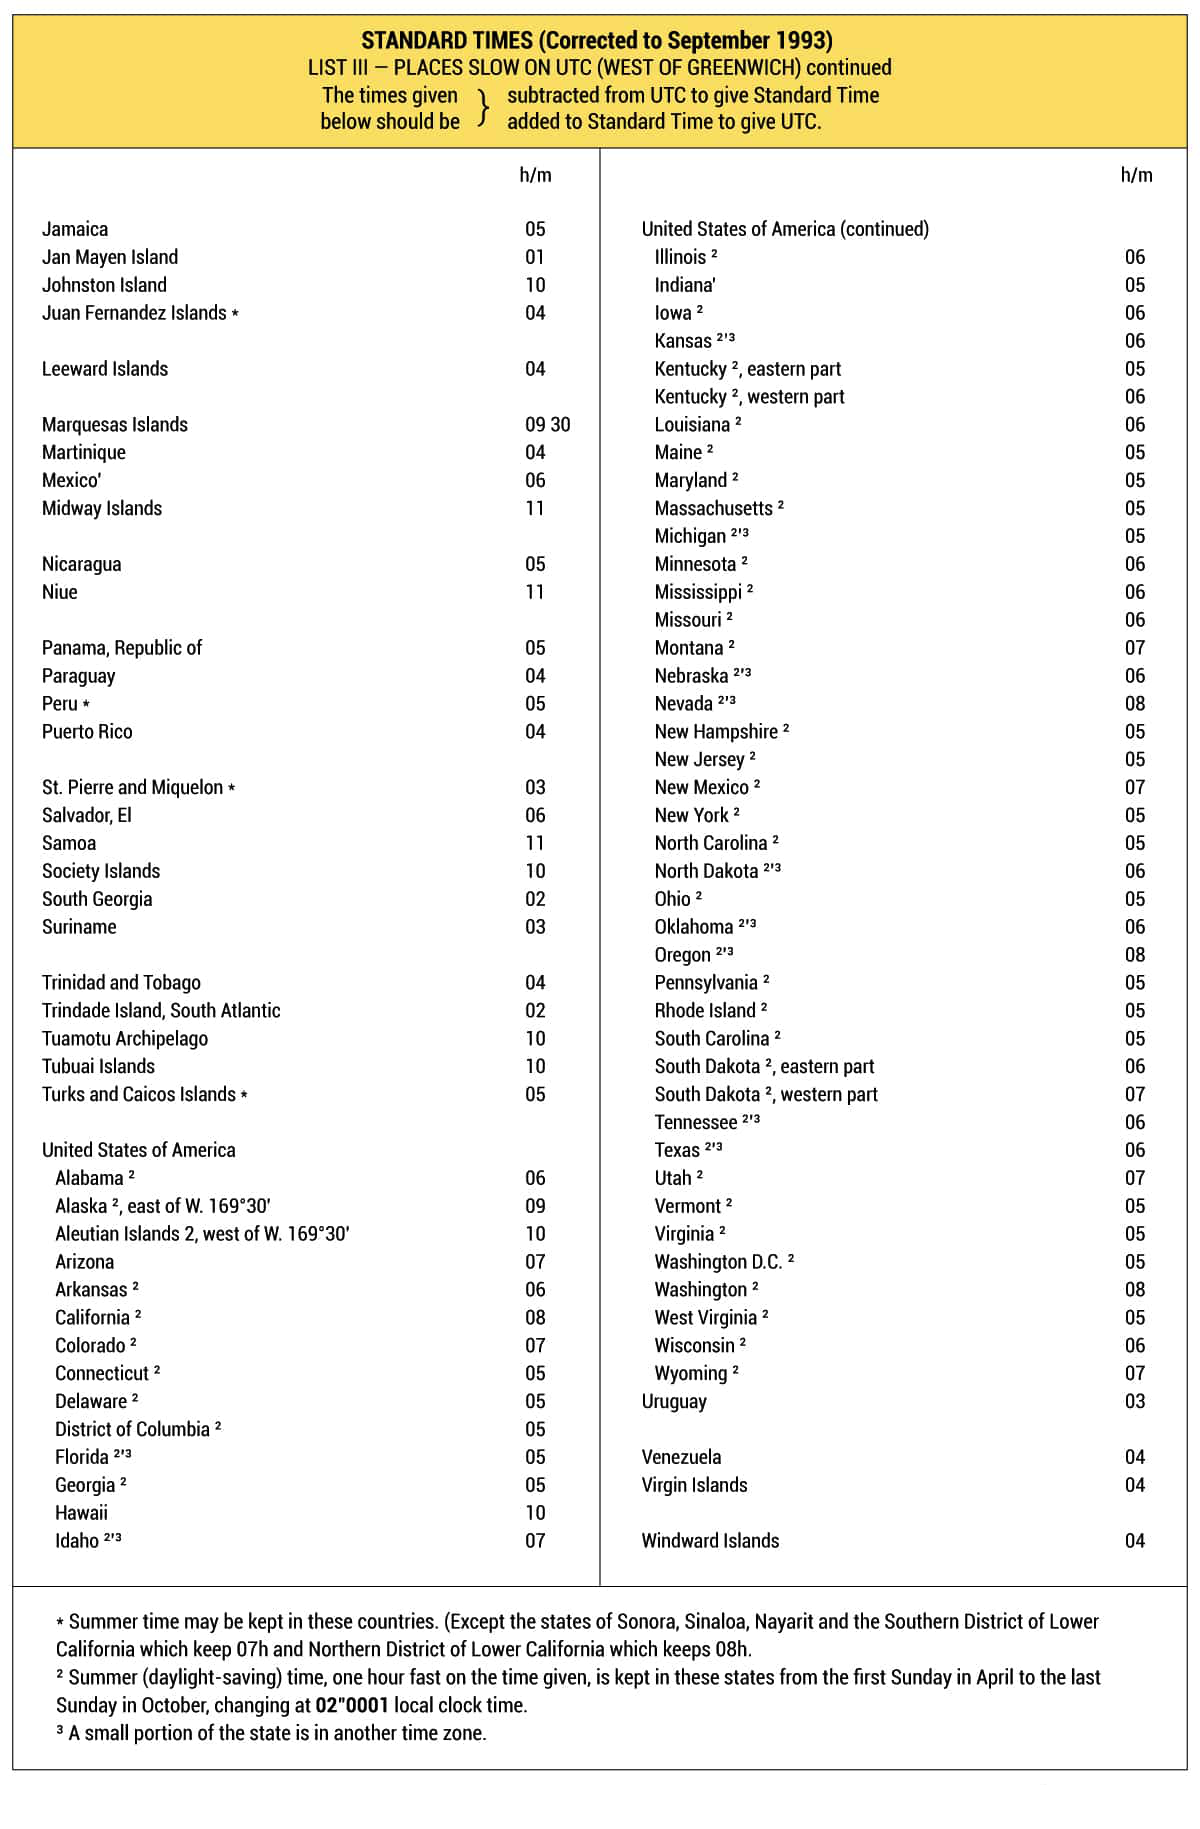 STANDARD TIMES (Corrected to September 1993)
LIST III – PLACES SLOW ON UTC (WEST OF GREENWICH) continued
The times given } subtracted from UTC to give Standard Time
below should be added to Standard Time to give UTC.
h/m
Jamaica 05
Jan Mayen Island 01
Johnston Island 10
Juan Fernandez Islands * 04
Leeward Islands 04
Marquesas Islands 09 30
Martinique 04
Mexico' 06
Midway Islands 11
Nicaragua 05
Niue 11
Panama, Republic of 05
Paraguay 04
Peru * 05
Puerto Rico 04
St. Pierre and Miquelon * 03
Salvador, El 06
Samoa 11
Society Islands 10
South Georgia 02
Suriname 03
Trinidad and Tobago 04
Trindade Island, South Atlantic 02
Tuamotu Archipelago 10
Tubuai Islands 10
Turks and Caicos Islands * 05
United States of America
Alabama ² 06
Alaska ², east of W. 169°30' 09
Aleutian Islands 2, west of W. 169°30' 10
Arizona 07
Arkansas ² 06
California ² 08
Colorado ² 07
Connecticut ² 05
Delaware ² 05
District of Columbia ² 05
Florida ²'³ 05
Georgia ² 05
Hawaii 10
Idaho ²'³ 07
h/m
United States of America (continued)
Illinois ² 06
Indiana' 05
Iowa ² 06
Kansas ²'³ 06
Kentucky ², eastern part 05
Kentucky ², western part 06
Louisiana ² 06
Maine ² 05
Maryland ² 05
Massachusetts ² 05
Michigan ²'³ 05
Minnesota ² 06
Mississippi ² 06
Missouri ² 06
Montana ² 07
Nebraska ²'³ 06
Nevada ²'³ 08
New Hampshire ² 05
New Jersey ² 05
New Mexico ² 07
New York ² 05
North Carolina ² 05
North Dakota ²'³ 06
Ohio ² 05
Oklahoma ²'³ 06
Oregon ²'³ 08
Pennsylvania ² 05
Rhode Island ² 05
South Carolina ² 05
South Dakota ², eastern part 06
South Dakota ², western part 07
Tennessee ²'³ 06
Texas ²'³ 06
Utah ² 07
Vermont ² 05
Virginia ² 05
Washington D.C. ² 05
Washington ² 08
West Virginia ² 05
Wisconsin ² 06
Wyoming ² 07
Uruguay 03
Venezuela 04
Virgin Islands 04
Windward Islands 04
* Summer time may be kept in these countries. (Except the states of Sonora, Sinaloa, Nayarit and the Southern District of Lower
California which keep 07h and Northern District of Lower California which keeps 08h.
² Summer (daylight-saving) time, one hour fast on the time given, is kept in these states from the first Sunday in April to the last
Sunday in October, changing at 02"0001 local clock time.
³ A small portion of the state is in another time zone.